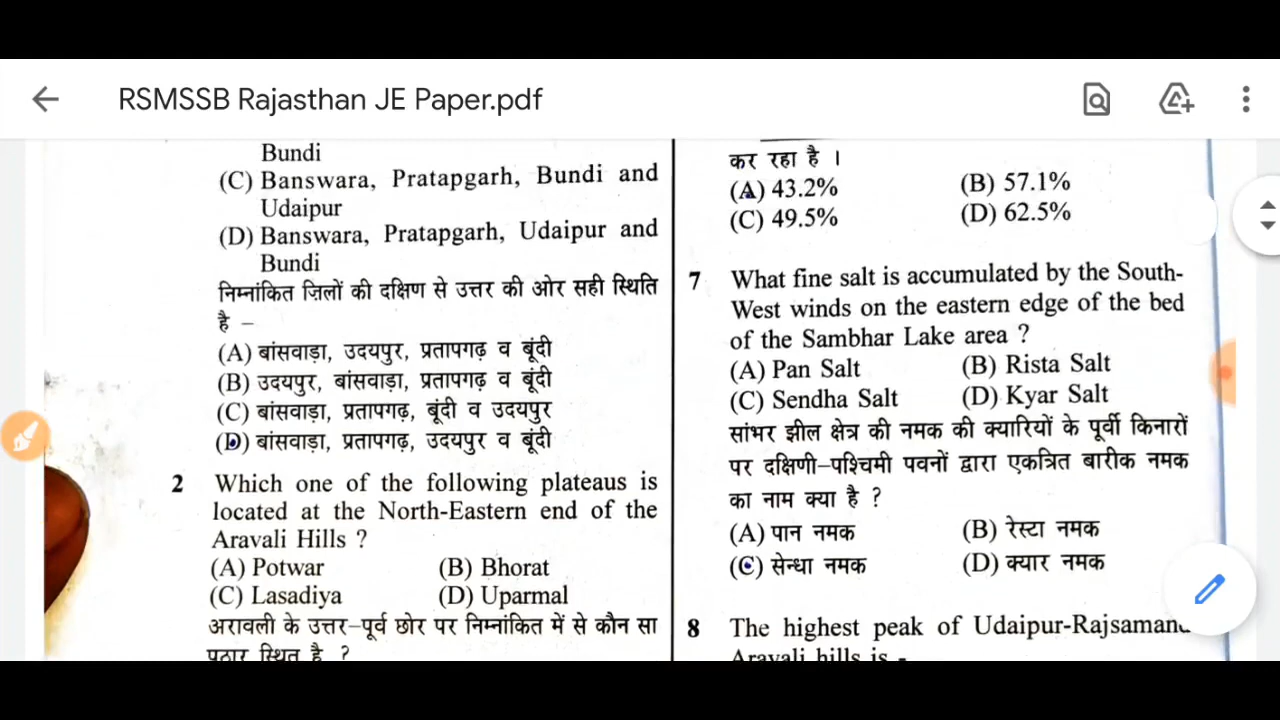 RSMSSB Rajasthan JE Paper.pdf
Bundi
(C) Banswara, Pratapgarh, Bundi and
Udaipur
(D) Banswara, Pratapgarh, Udaipur and
Bundi
निम्नांकित ज़िलों की दक्षिण से उत्तर की ओर सही स्थिति
है –
(A) बांसवाड़ा, उदयपुर, प्रतापगढ़ व बूंदी
(B) उदयपुर, बांसवाड़ा, प्रतापगढ़ व बूंदी
(C) बांसवाड़ा, प्रतापगढ़, बूंदी व उदयपुर
(D) बांसवाड़ा, प्रतापगढ़, उदयपुर व बूंदी
2 Which one of the following plateaus is
located at the North-Eastern end of the
Aravali Hills ?
(A) Potwar (B) Bhorat
(C) Lasadiya (D) Uparmal
अरावली के उत्तर–पूर्व छोर पर निम्नांकित में से कौन सा
पठार स्थित है ?
कर रहा है ।
(A) 43.2% (B) 57.1%
(C) 49.5% (D) 62.5%
7 What fine salt is accumulated by the South-
West winds on the eastern edge of the bed
of the Sambhar Lake area ?
(A) Pan Salt (B) Rista Salt
(C) Sendha Salt (D) Kyar Salt
सांभर झील क्षेत्र की नमक की क्यारियों के पूर्वी किनारों
पर दक्षिणी–पश्चिमी पवनों द्वारा एकत्रित बारीक नमक
का नाम क्या है ?
(A) पान नमक (B) रेस्टा नमक
(C) सेन्धा नमक (D) क्यार नमक
8 The highest peak of Udaipur-Rajsamand
Aravali hills is -